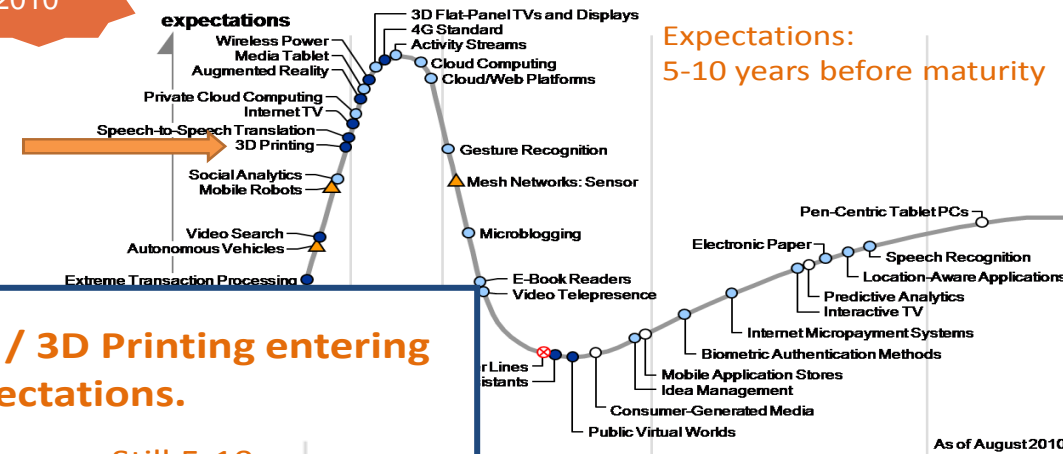 2010
expectations
3D Flat-Panel TVs and Displays
4G Standard
Wireless Power
Activity Streams
Media Tablet
Cloud Computing
Augmented Reality
Cloud/Web Platforms
Expectations:
5-10 years before maturity
Private Cloud Computing
Internet TV
Speech-to-Speech Translation
3D Printing
Gesture Recognition
Social Analytics
Mobile Robots
Mesh Networks: Sensor
Video Search
Autonomous Vehicles
Microblogging
Extreme Transaction Processing
E-Book Readers
Video Telepresence
Pen-Centric Tablet PCs
Electronic Paper
Speech Recognition
Location-Aware Applications
Predictive Analytics
Interactive TV
Internet Micropayment Systems
Biometric Authentication Methods
Mobile Application Stores
Idea Management
Consumer-Generated Media
Public Virtual Worlds
Lines
/ 3D Printing entering
As of August 2010